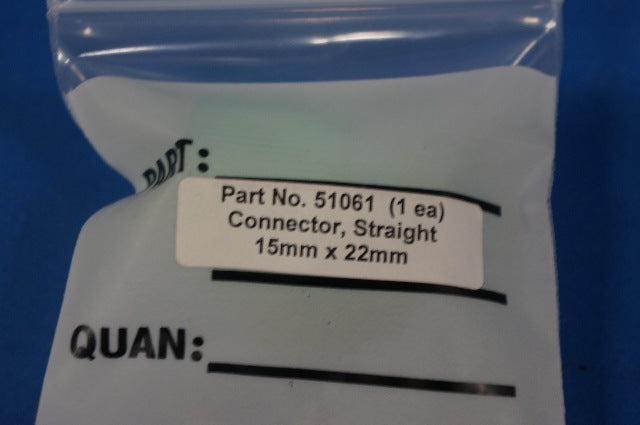 PART:
Part No. 51061 (1 ea)
Connector, Straight
15mm x 22mm
QUAN: